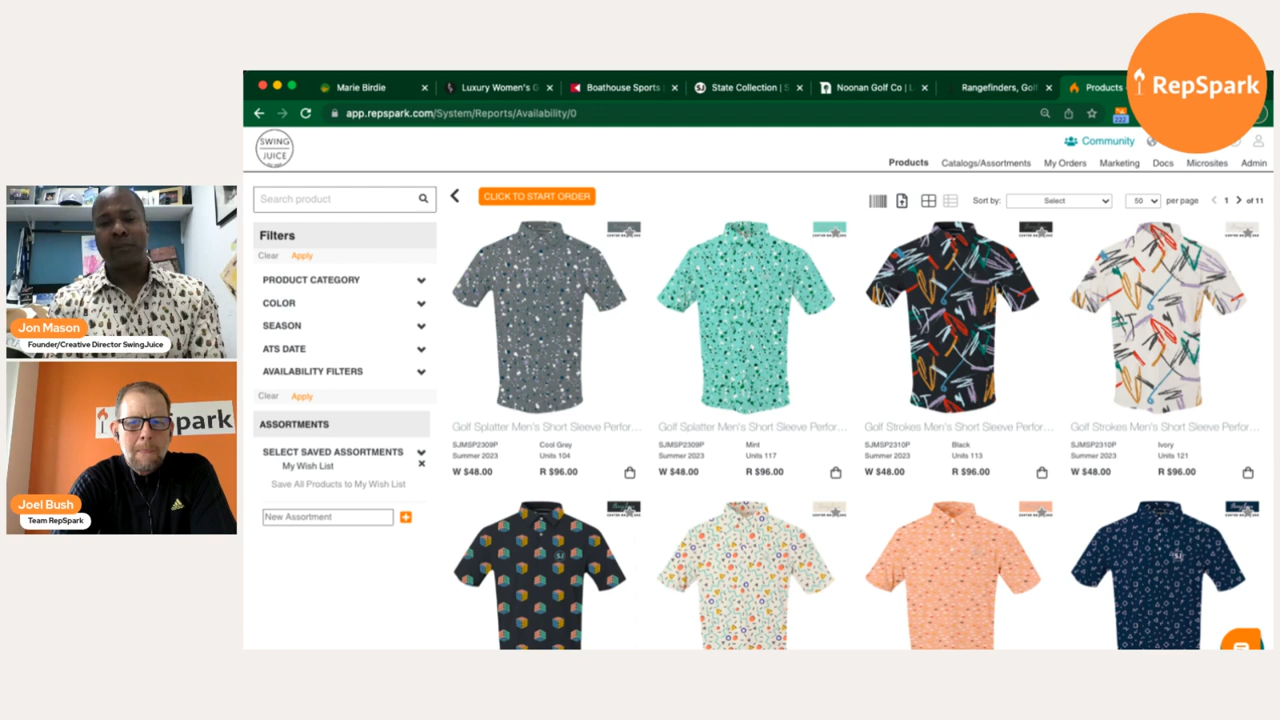 RepSpark
Marie Birdie
Luxury Women's G
Boathouse Sports
State Collection | S
Noonan Golf Co | L
Rangefinders, Gol
Products
app.repspark.com/System/Reports/Availability/0
SWING
JUICE
Community
Products
Catalogs/Assortments
My Orders
Marketing
Docs
Microsites
Admin
Search product
CLICK TO START ORDER
Sort by:
Select
50
per page
1
of 11
Filters
Clear
Apply
PRODUCT CATEGORY
COLOR
SEASON
ATS DATE
AVAILABILITY FILTERS
Clear
Apply
ASSORTMENTS
SELECT SAVED ASSORTMENTS
My Wish List
Save All Products to My Wish List
New Assortment
Golf Splatter Men's Short Sleeve Perfor...
SJMSP2309P
Cool Grey
Summer 2023
Units 104
W $48.00
R $96.00
Golf Splatter Men's Short Sleeve Perfor...
SJMSP2309P
Mint
Summer 2023
Units 117
W $48.00
R $96.00
Golf Strokes Men's Short Sleeve Perfor...
SJMSP2310P
Black
Summer 2023
Units 113
W $48.00
R $96.00
Golf Strokes Men's Short Sleeve Perfor...
SJMSP2310P
Ivory
Summer 2023
Units 121
W $48.00
R $96.00
SJ
SJ
Jon Mason
Founder/Creative Director SwingJuice
park
Joel Bush
Team RepSpark